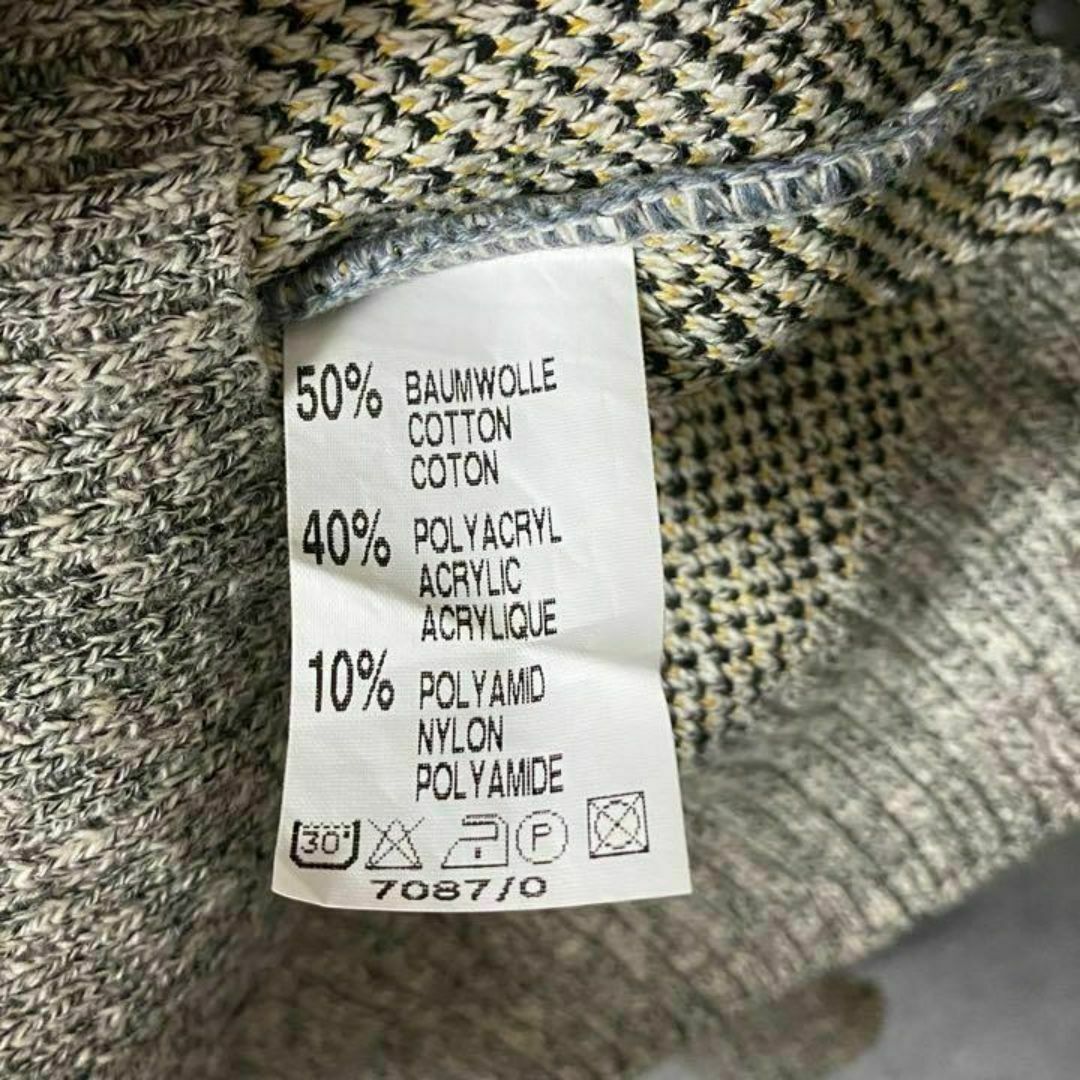 50% BAUMWOLLE
COTTON
COTON
40% POLYACRYL
ACRYLIC
ACRYLIQUE
10% POLYAMID
NYLON
POLYAMIDE
30° P
7087/0